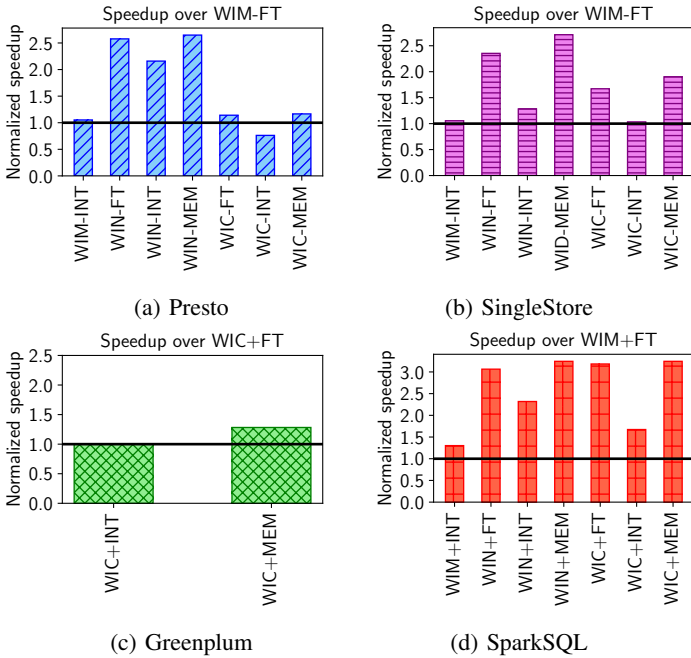 Speedup over WIM-FT
Normalized speedup
2.5
2.0
1.5
1.0
0.5
0.0
WIM-INT
WIN-FT
WIN-INT
WIN-MEM
WIC-FT
WIC-INT
WIC-MEM
(a) Presto
Speedup over WIM-FT
Normalized speedup
2.5
2.0
1.5
1.0
0.5
0.0
WIM-INT
WIN-FT
WIN-INT
WID-MEM
WIC-FT
WIC-INT
WIC-MEM
(b) SingleStore
Speedup over WIC+FT
Normalized speedup
2.5
2.0
1.5
1.0
0.5
0.0
WIC+INT
WIC+MEM
(c) Greenplum
Speedup over WIM+FT
Normalized speedup
3.0
2.5
2.0
1.5
1.0
0.5
0.0
WIM+INT
WIN+FT
WIN+INT
WIN+MEM
WIC+FT
WIC+INT
WIC+MEM
(d) SparkSQL